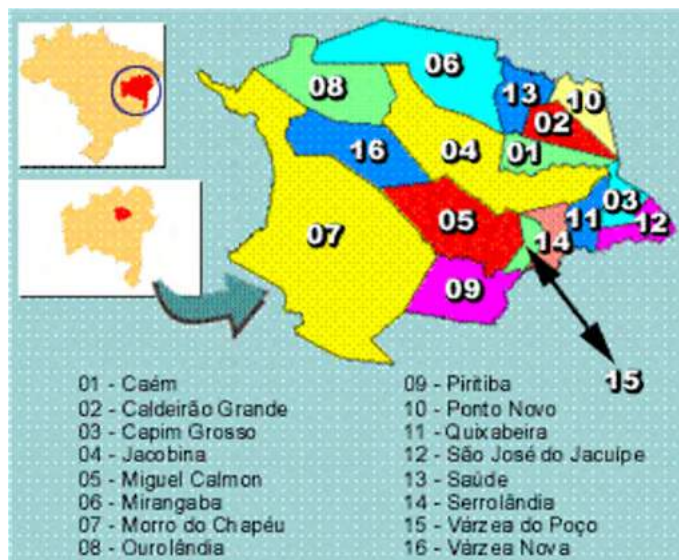 06
08
13
10
02
16
04
01
03
07
05
11
12
14
09
15
01 - Caém
02 - Caldeirão Grande
03 - Capim Grosso
04 - Jacobina
05 - Miguel Calmon
06 - Mirangaba
07 - Morro do Chapéu
08 - Ourolândia
09 - Piritiba
10 - Ponto Novo
11 - Quixabeira
12 - São José do Jacuípe
13 - Saúde
14 - Serrolândia
15 - Várzea do Poço
16 - Várzea Nova